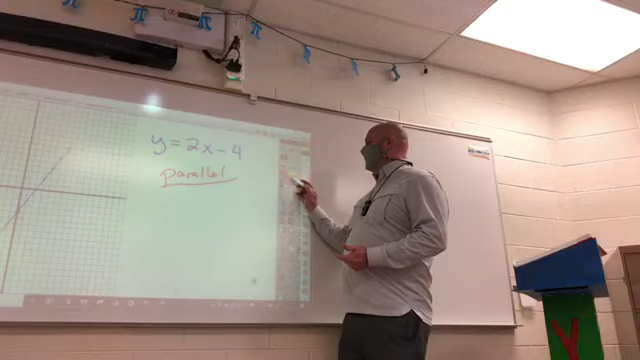 y = 2x - 4
parallel
Y